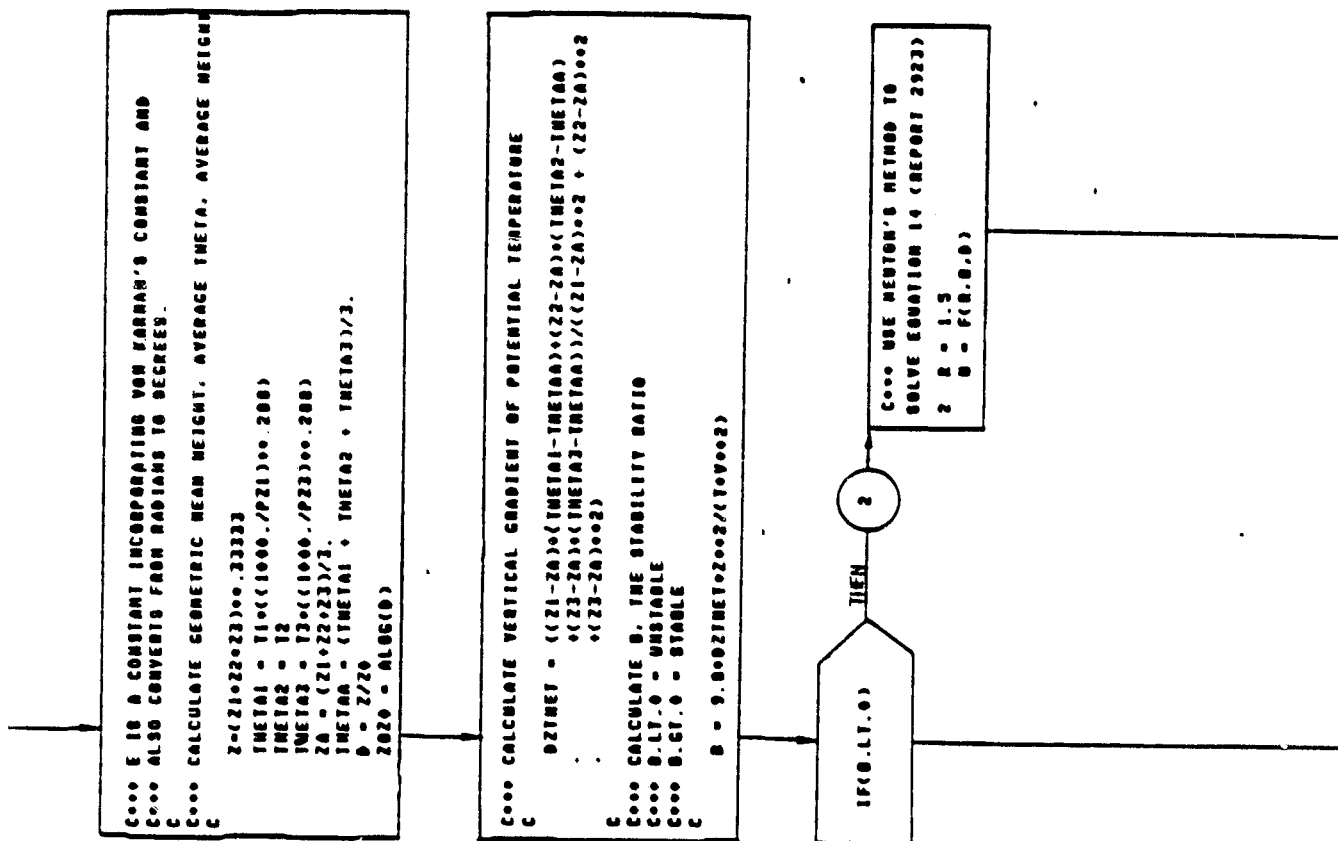 C*** E IS A CONSTANT INCORPORATING VON KARMAN'S CONSTANT AND
C*** ALSO CONVERTS FROM RADIANS TO DEGREES.
C
C*** CALCULATE GEOMETRIC MEAN HEIGHT, AVERAGE THETA, AVERAGE HEIGH
C
Z=(Z1*Z2*Z3)**.33333
THETA1 = T1*((1000./PZ1)**.288)
THETA2 = T2
THETA3 = T3*((1000./PZ3)**.288)
ZA = (Z1+Z2+Z3)/3.
THETAA = (THETA1 + THETA2 + THETA3)/3.
D = Z/Z0
ZOZO = ALOG(D)
C*** CALCULATE VERTICAL GRADIENT OF POTENTIAL TEMPERATURE
C
DZTHET = ((Z1-ZA)*(THETA1-THETAA)+(Z2-ZA)*(THETA2-THETAA)
. +(Z3-ZA)*(THETA3-THETAA))/((Z1-ZA)**2 + (Z2-ZA)**2
. +(Z3-ZA)**2)
C
C*** CALCULATE B, THE STABILITY RATIO
C*** B.LT.0 = UNSTABLE
C*** B.GT.0 = STABLE
C
B = 9.8*DZTHET*Z**2/(T*V**2)
IF(B.LT.0)
THEN
2
C*** USE NEWTON'S METHOD TO
SOLVE EQUATION 14 (REPORT 2923)
2 R = 1.5
= F(R,B,D)